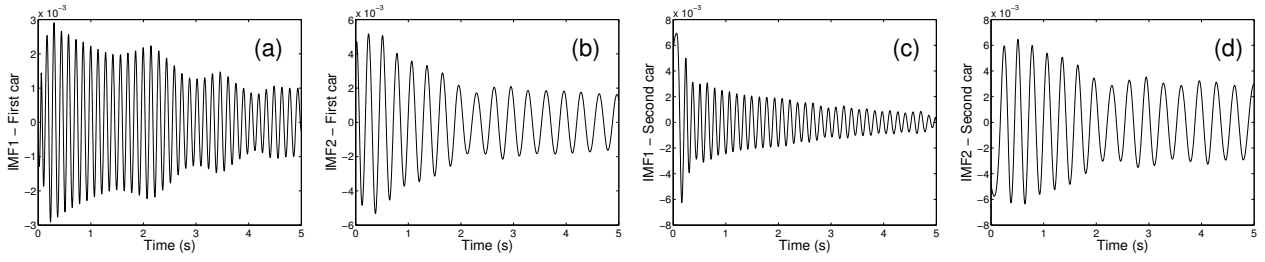 x 10⁻³
3
2
1
0
−1
−2
−3
0 1 2 3 4 5
Time (s)
IMF1 − First car
(a)
x 10⁻³
6
4
2
0
−2
−4
−6
0 1 2 3 4 5
Time (s)
IMF2 − First car
(b)
x 10⁻³
8
6
4
2
0
−2
−4
−6
−8
0 1 2 3 4 5
Time (s)
IMF1 − Second car
(c)
x 10⁻³
8
6
4
2
0
−2
−4
−6
−8
0 1 2 3 4 5
Time (s)
IMF2 − Second car
(d)